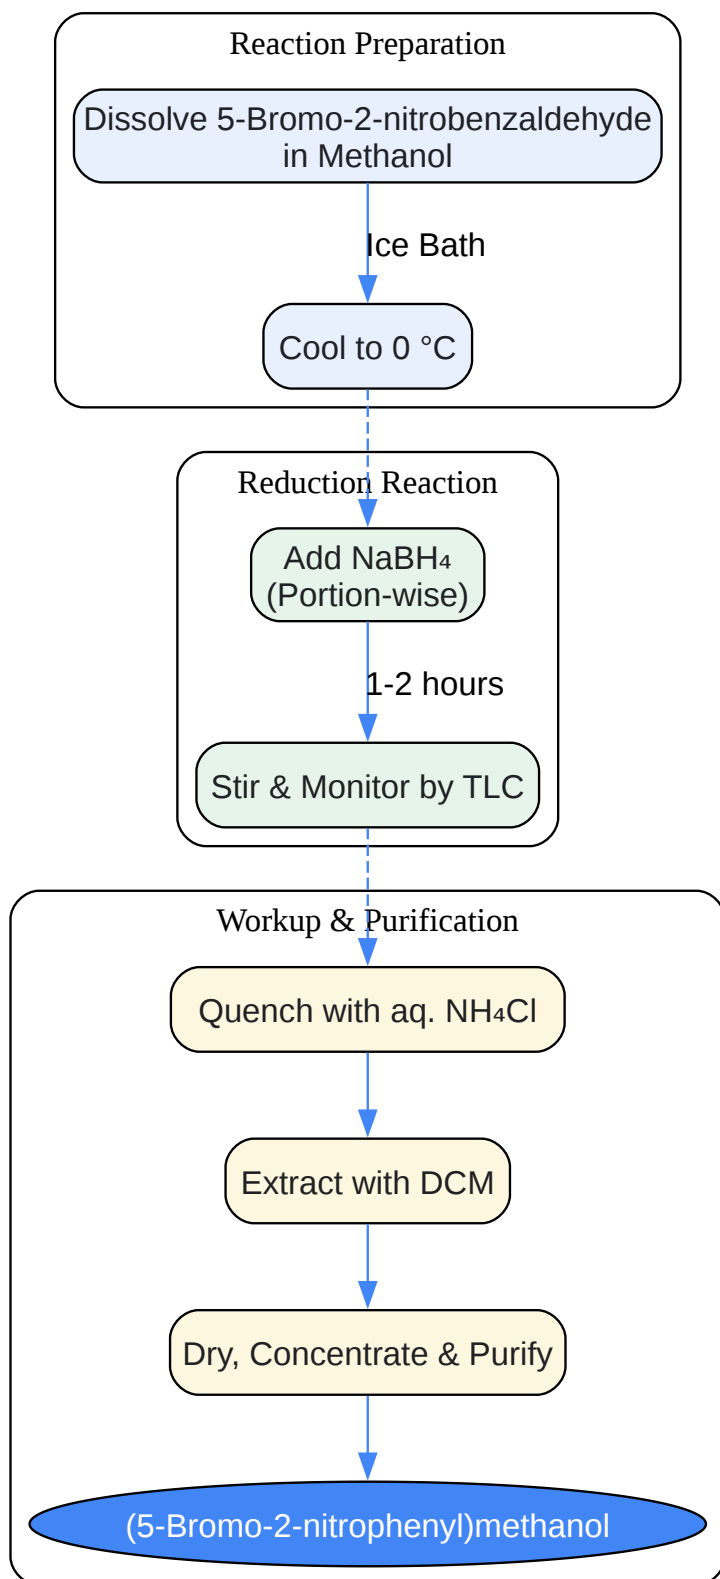 Reaction Preparation
Dissolve 5-Bromo-2-nitrobenzaldehyde
in Methanol
Ice Bath
Cool to 0 °C
Reduction Reaction
Add NaBH₄
(Portion-wise)
1-2 hours
Stir & Monitor by TLC
Workup & Purification
Quench with aq. NH₄Cl
Extract with DCM
Dry, Concentrate & Purify
(5-Bromo-2-nitrophenyl)methanol